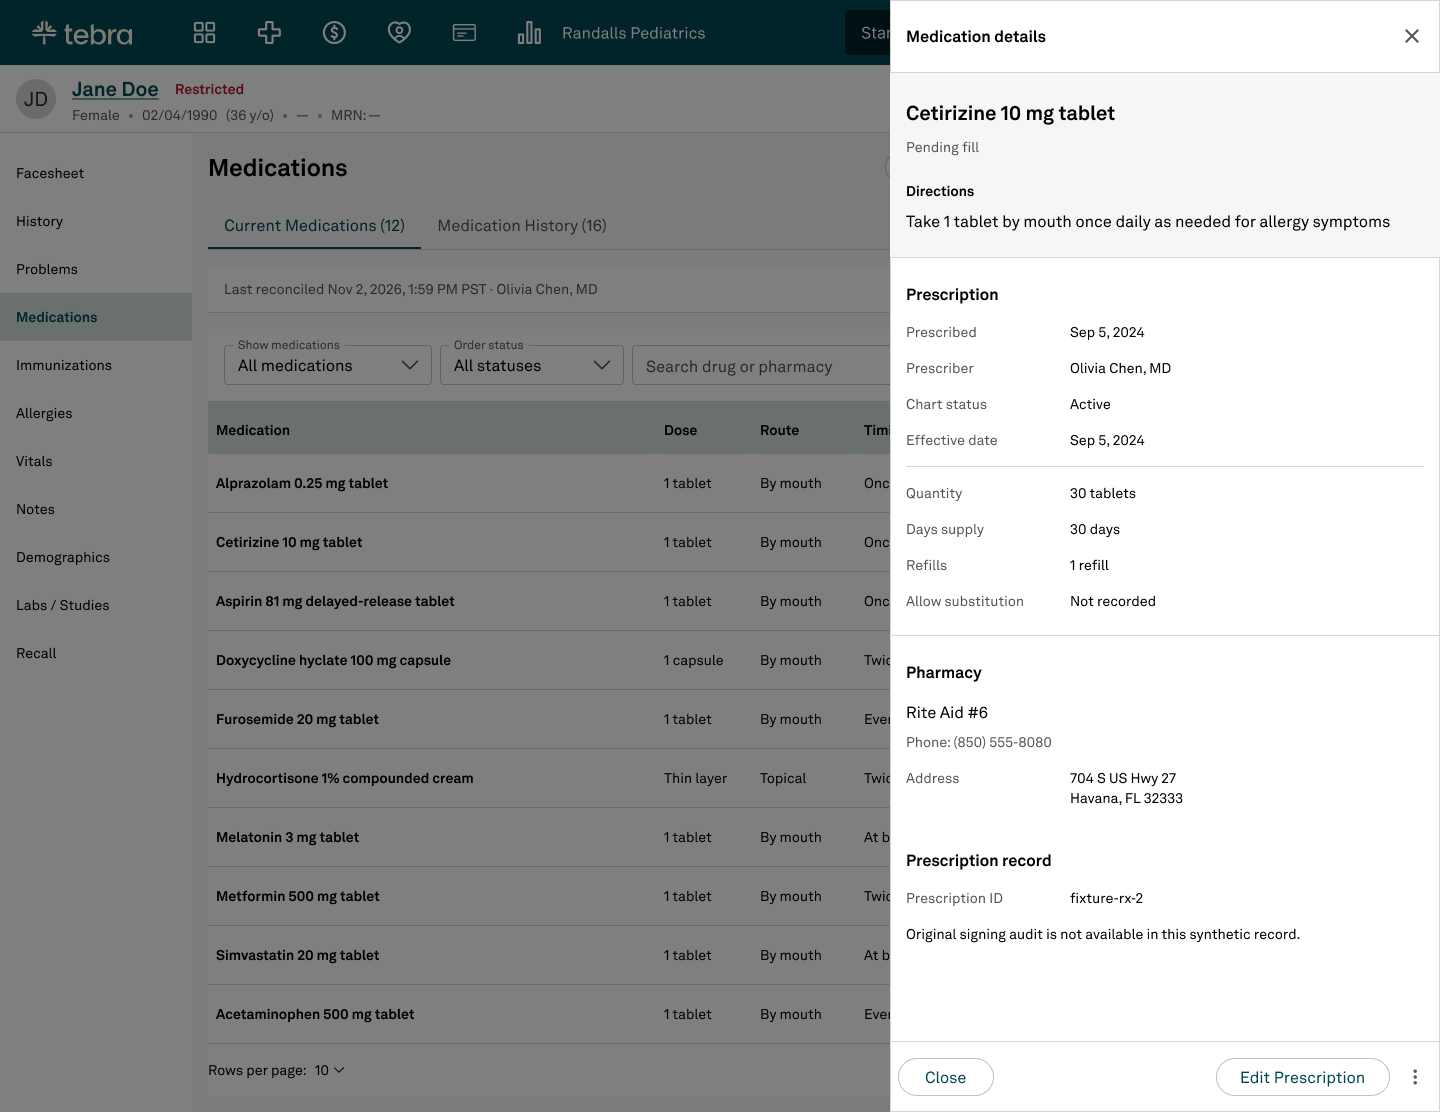 tebra
Randalls Pediatrics
JD
Jane Doe Restricted
Female • 02/04/1990 (36 y/o) • — • MRN: —
Facesheet
History
Problems
Medications
Immunizations
Allergies
Vitals
Notes
Demographics
Labs / Studies
Recall
Medications
Current Medications (12) Medication History (16)
Last reconciled Nov 2, 2026, 1:59 PM PST · Olivia Chen, MD
Show medications
All medications
Order status
All statuses
Search drug or pharmacy
Medication Dose Route
Alprazolam 0.25 mg tablet 1 tablet By mouth
Cetirizine 10 mg tablet 1 tablet By mouth
Aspirin 81 mg delayed-release tablet 1 tablet By mouth
Doxycycline hyclate 100 mg capsule 1 capsule By mouth
Furosemide 20 mg tablet 1 tablet By mouth
Hydrocortisone 1% compounded cream Thin layer Topical
Melatonin 3 mg tablet 1 tablet By mouth At
Metformin 500 mg tablet 1 tablet By mouth
Simvastatin 20 mg tablet 1 tablet By mouth At
Acetaminophen 500 mg tablet 1 tablet By mouth
Rows per page: 10
Medication details
Cetirizine 10 mg tablet
Pending fill
Directions
Take 1 tablet by mouth once daily as needed for allergy symptoms
Prescription
Prescribed Sep 5, 2024
Prescriber Olivia Chen, MD
Chart status Active
Effective date Sep 5, 2024
Quantity 30 tablets
Days supply 30 days
Refills 1 refill
Allow substitution Not recorded
Pharmacy
Rite Aid #6
Phone: (850) 555-8080
Address 704 S US Hwy 27
Havana, FL 32333
Prescription record
Prescription ID fixture-rx-2
Original signing audit is not available in this synthetic record.
Close
Edit Prescription